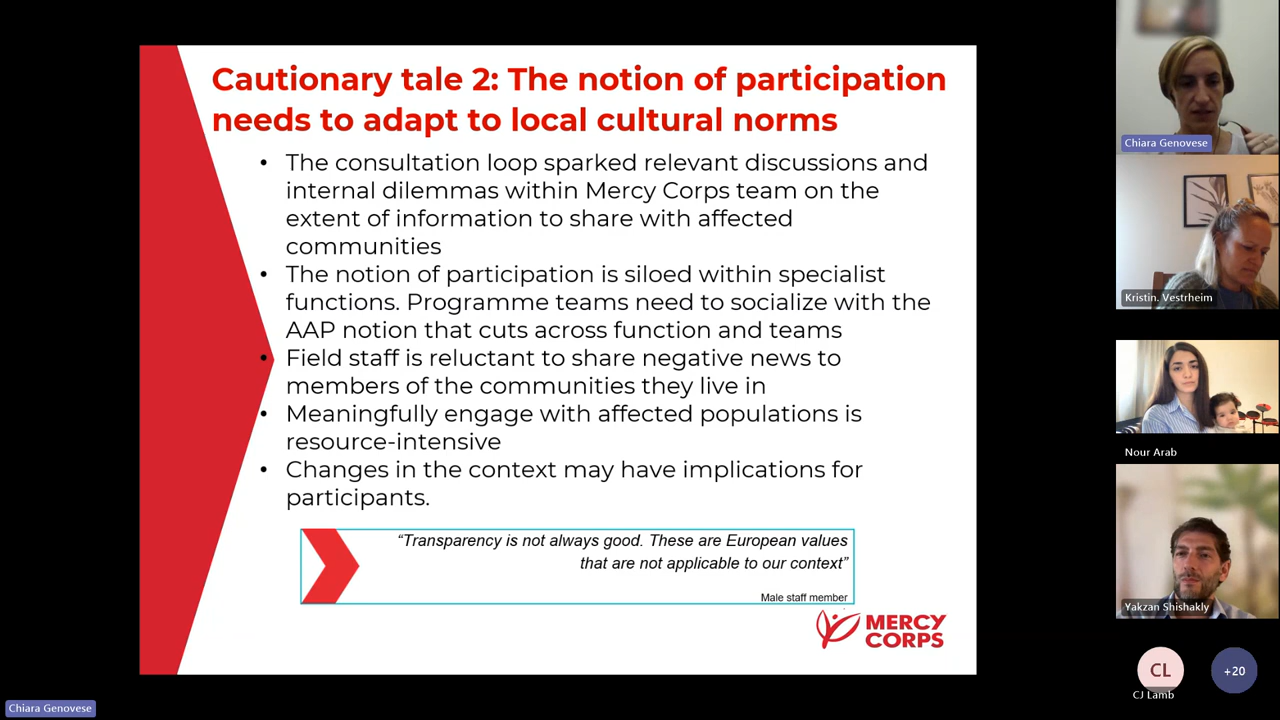 Cautionary tale 2: The notion of participation
needs to adapt to local cultural norms
• The consultation loop sparked relevant discussions and
internal dilemmas within Mercy Corps team on the
extent of information to share with affected
communities
• The notion of participation is siloed within specialist
functions. Programme teams need to socialize with the
AAP notion that cuts across function and teams
• Field staff is reluctant to share negative news to
members of the communities they live in
• Meaningfully engage with affected populations is
resource-intensive
• Changes in the context may have implications for
participants.
“Transparency is not always good. These are European values
that are not applicable to our context”
Male staff member
MERCY
CORPS
Chiara Genovese
Kristin. Vestrheim
Nour Arab
Yakzan Shishakly
CL
CJ Lamb
+20
Chiara Genovese